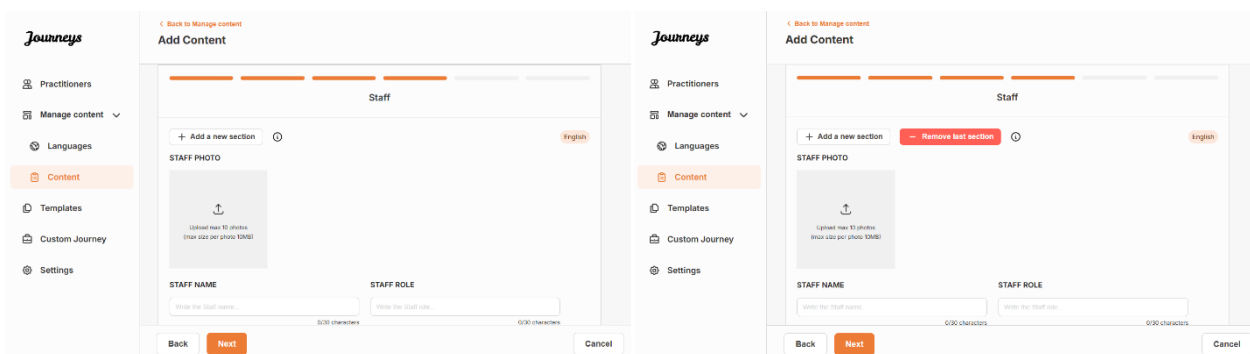 Journeys
Practitioners
Manage content
Languages
Content
Templates
Custom Journey
Settings
< Back to Manage content
Add Content
Staff
+ Add a new section
English
STAFF PHOTO
Upload max 10 photos
(max size per photo 10MB)
STAFF NAME
STAFF ROLE
Write the Staff name...
Write the Staff role...
0/30 characters
0/30 characters
Back
Next
Cancel
Journeys
Practitioners
Manage content
Languages
Content
Templates
Custom Journey
Settings
< Back to Manage content
Add Content
Staff
+ Add a new section
− Remove last section
English
STAFF PHOTO
Upload max 10 photos
(max size per photo 10MB)
STAFF NAME
STAFF ROLE
Write the Staff name...
Write the Staff role...
0/30 characters
0/30 characters
Back
Next
Cancel